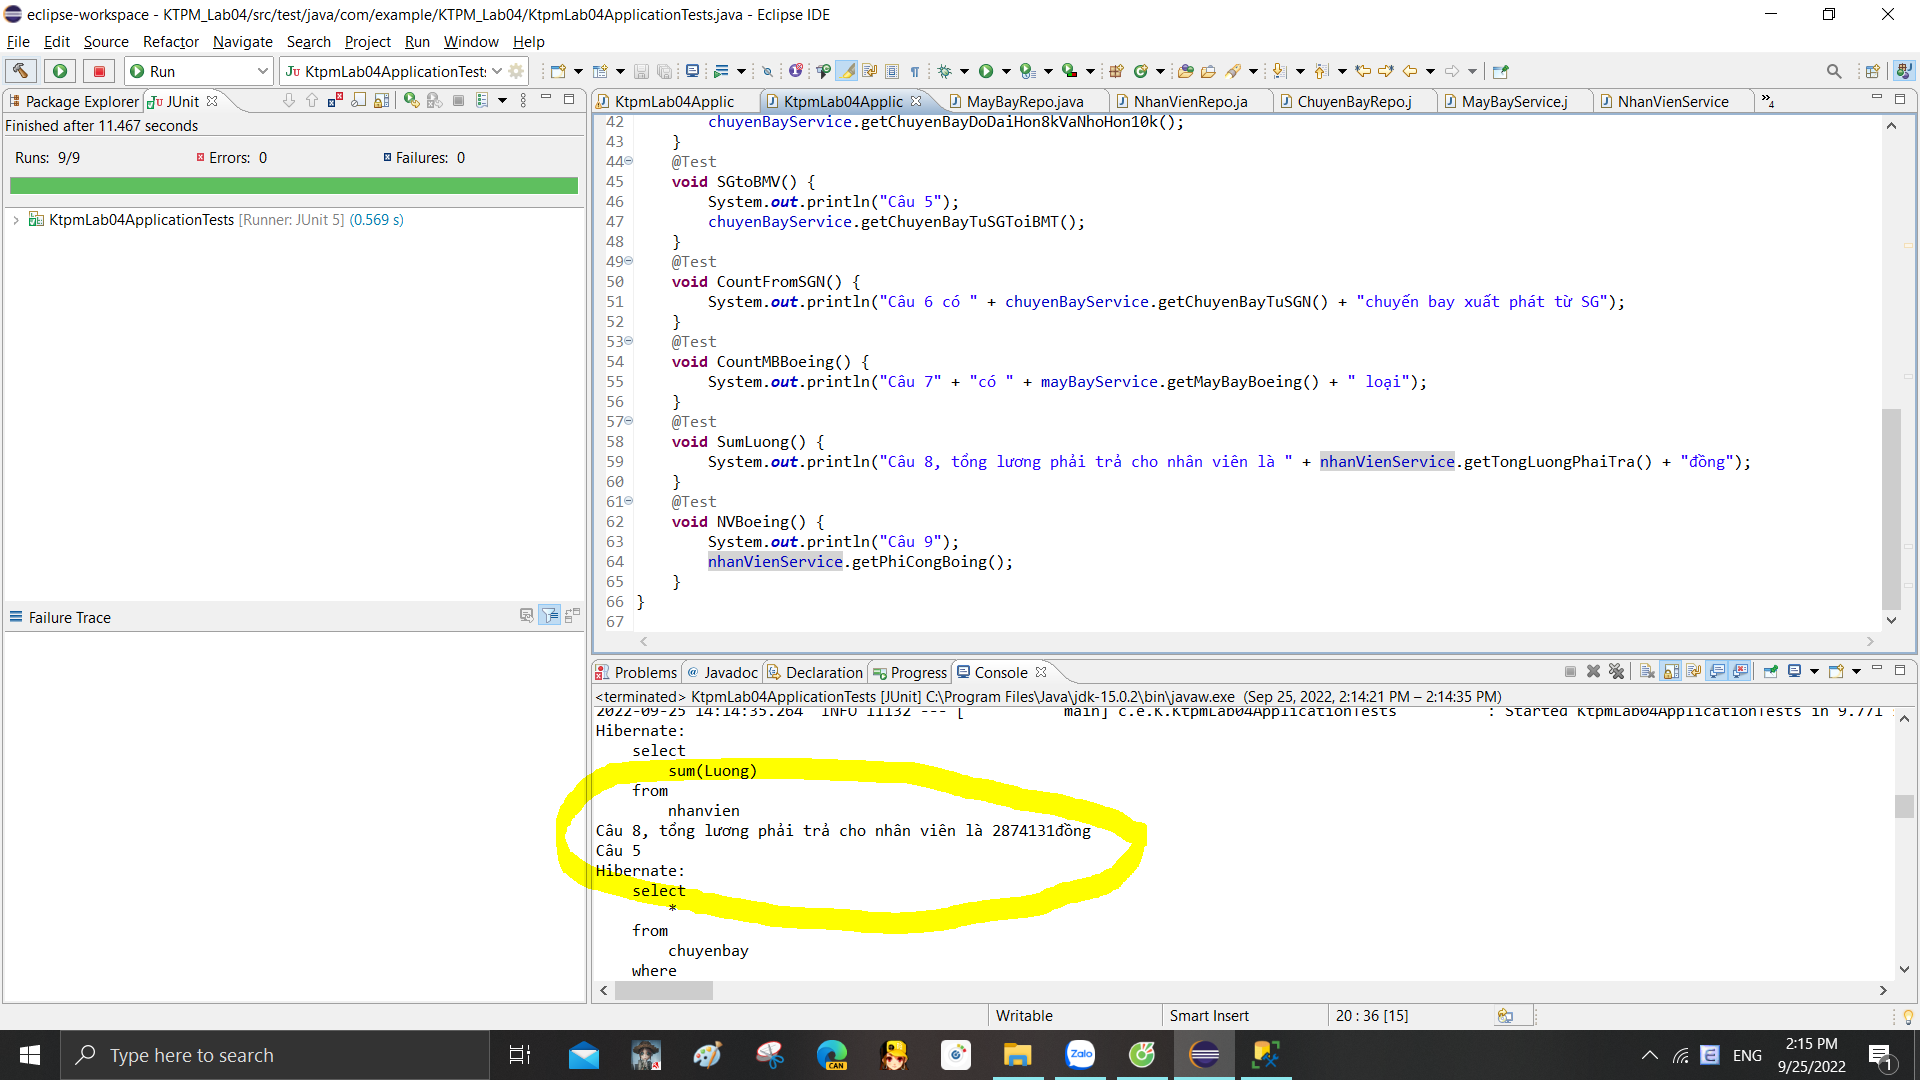 eclipse-workspace - KTPM_Lab04/src/test/java/com/example/KTPM_Lab04/KtpmLab04ApplicationTests.java - Eclipse IDE
File Edit Source Refactor Navigate Search Project Run Window Help
Run
KtpmLab04ApplicationTests
Package Explorer JUnit
Finished after 11.467 seconds
Runs: 9/9 Errors: 0 Failures: 0
KtpmLab04ApplicationTests [Runner: JUnit 5] (0.569 s)
Failure Trace
KtpmLab04Applic KtpmLab04Applic MayBayRepo.java NhanVienRepo.ja ChuyenBayRepo.j MayBayService.j NhanVienService »4
42 chuyenBayService.getChuyenBayDoDaiHon8kVaNhoHon10k();
43 }
44 @Test
45 void SGtoBMV() {
46 System.out.println("Câu 5");
47 chuyenBayService.getChuyenBayTuSGToiBMT();
48 }
49 @Test
50 void CountFromSGN() {
51 System.out.println("Câu 6 có " + chuyenBayService.getChuyenBayTuSGN() + "chuyến bay xuất phát từ SG");
52 }
53 @Test
54 void CountMBBoeing() {
55 System.out.println("Câu 7" + "có " + mayBayService.getMayBayBoeing() + " loại");
56 }
57 @Test
58 void SumLuong() {
59 System.out.println("Câu 8, tổng lương phải trả cho nhân viên là " + nhanVienService.getTongLuongPhaiTra() + "đồng");
60 }
61 @Test
62 void NVBoeing() {
63 System.out.println("Câu 9");
64 nhanVienService.getPhiCongBoing();
65 }
66 }
67
Problems @ Javadoc Declaration Progress Console
<terminated> KtpmLab04ApplicationTests [JUnit] C:\Program Files\Java\jdk-15.0.2\bin\javaw.exe (Sep 25, 2022, 2:14:21 PM – 2:14:35 PM)
2022-09-25 14:14:35.264 INFO 11132 --- [ main] c.e.K.KtpmLab04ApplicationTests : Started KtpmLab04ApplicationTests in 9.771
Hibernate:
select
sum(Luong)
from
nhanvien
Câu 8, tổng lương phải trả cho nhân viên là 2874131đồng
Câu 5
Hibernate:
select
*
from
chuyenbay
where
Writable Smart Insert 20 : 36 [15]
Type here to search
CAN
Zalo
ENG
2:15 PM
9/25/2022
1